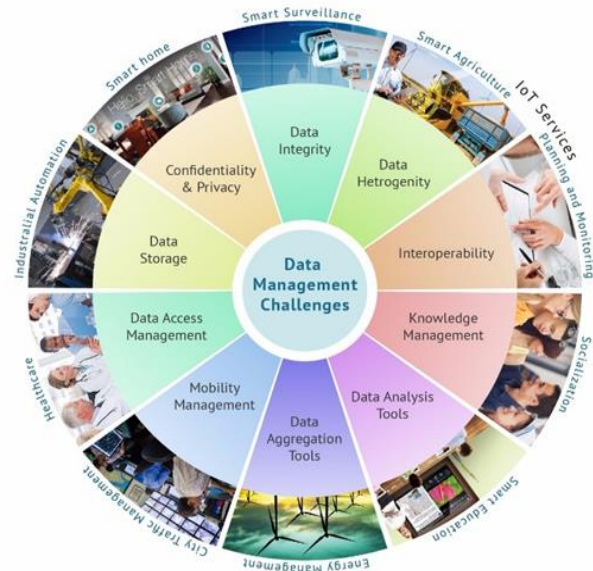 Smart Surveillance
Smart Agriculture
IoT Services
Planning and Monitoring
Socialization
Smart Education
Energy Management
City Traffic Management
Healthcare
Industralial Automation
Smart home
Data
Integrity
Data
Hetrogenity
Interoperability
Knowledge
Management
Data Analysis
Tools
Data
Aggregation
Tools
Mobility
Management
Data Access
Management
Data
Storage
Confidentiality
& Privacy
Data
Management
Challenges